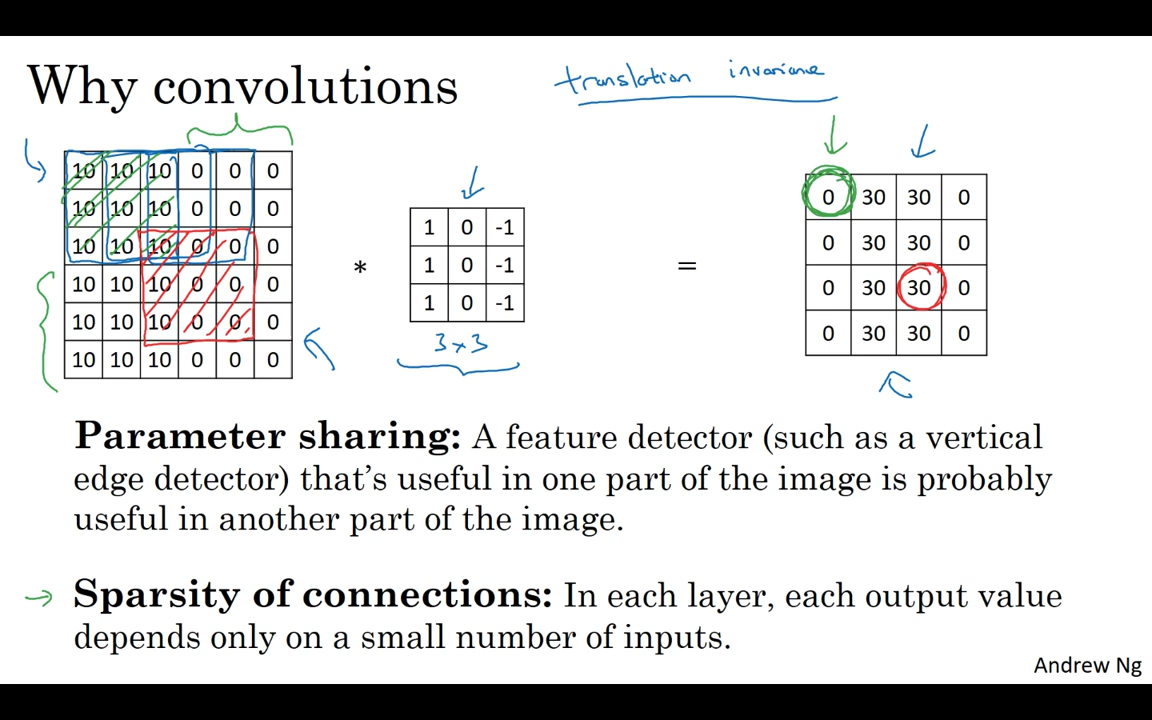 Why convolutions
translation invariance
10 10 10 0 0 0
10 10 10 0 0 0
10 10 10 0 0 0
10 10 10 0 0 0
10 10 10 0 0 0
10 10 10 0 0 0
*
1 0 -1
1 0 -1
1 0 -1
3x3
=
0 30 30 0
0 30 30 0
0 30 30 0
0 30 30 0
Parameter sharing: A feature detector (such as a vertical
edge detector) that’s useful in one part of the image is probably
useful in another part of the image.
Sparsity of connections: In each layer, each output value
depends only on a small number of inputs.
Andrew Ng